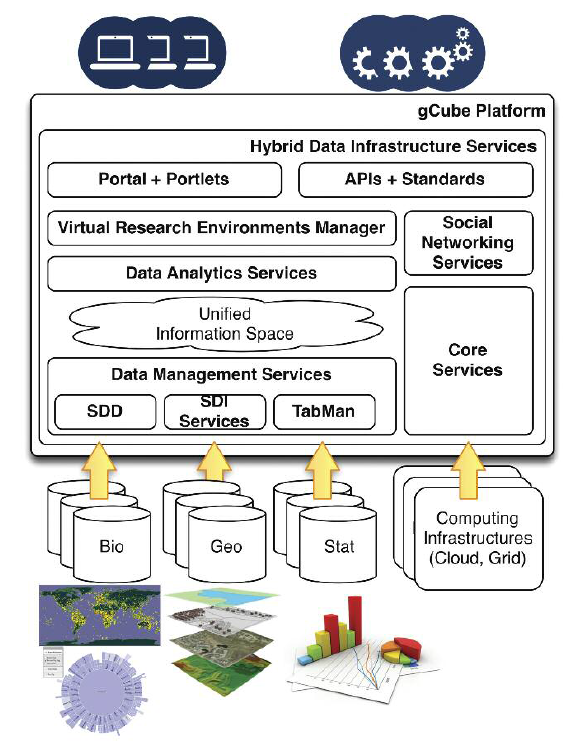 gCube Platform
Hybrid Data Infrastructure Services
Portal + Portlets
APIs + Standards
Virtual Research Environments Manager
Social
Networking
Services
Data Analytics Services
Unified
Information Space
Core
Services
Data Management Services
SDD
SDI
Services
TabMan
Bio
Geo
Stat
Computing
Infrastructures
(Cloud, Grid)